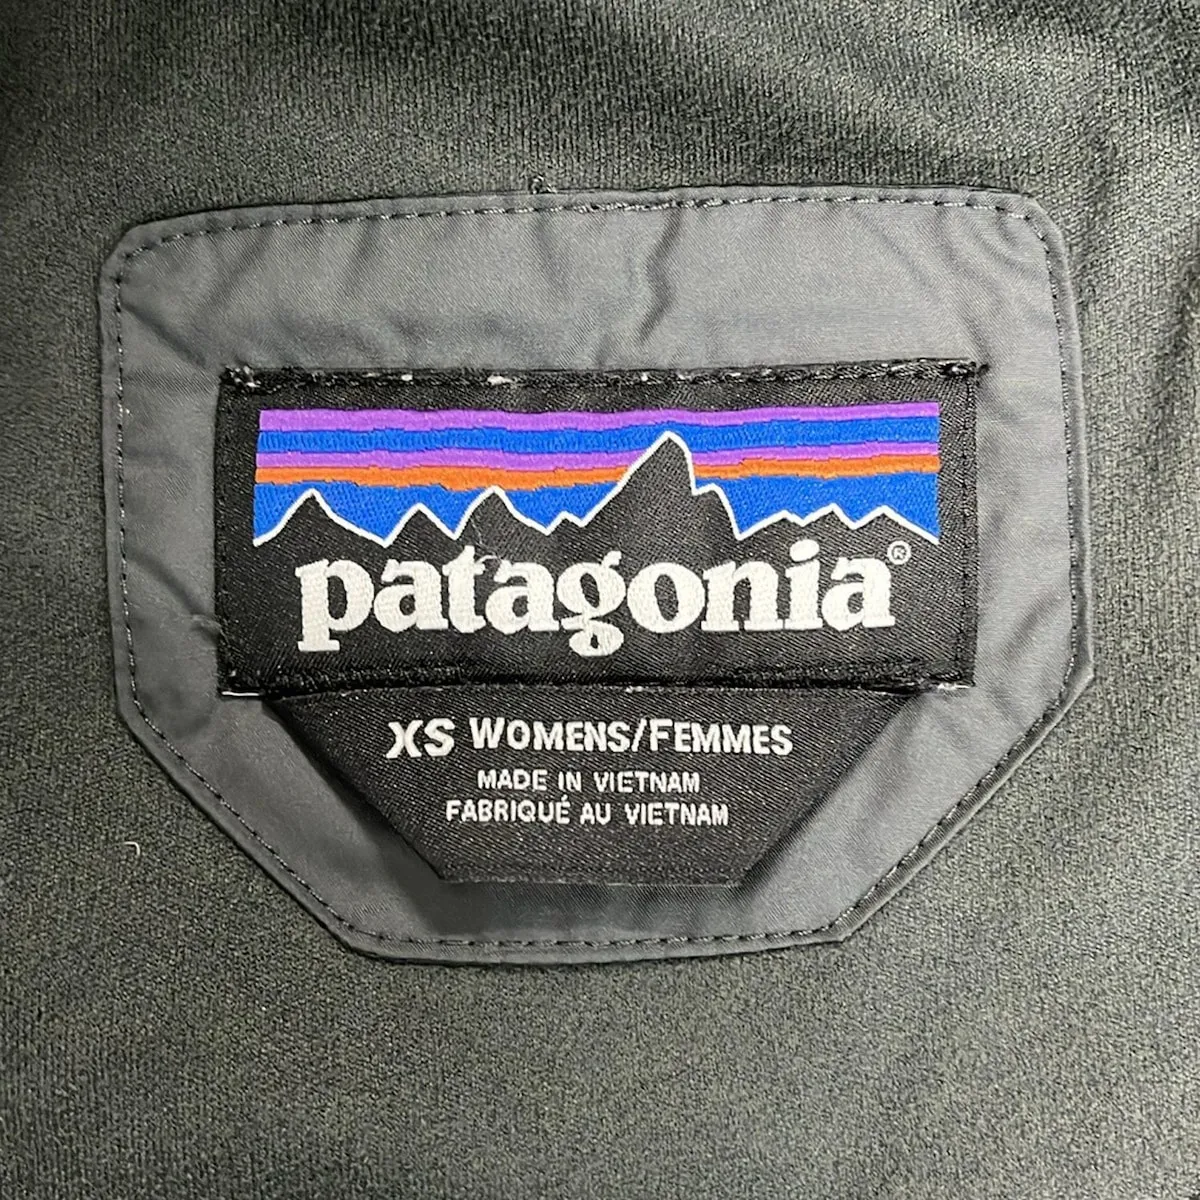 patagonia®
XS WOMENS/FEMMES
MADE IN VIETNAM
FABRIQUÉ AU VIETNAM